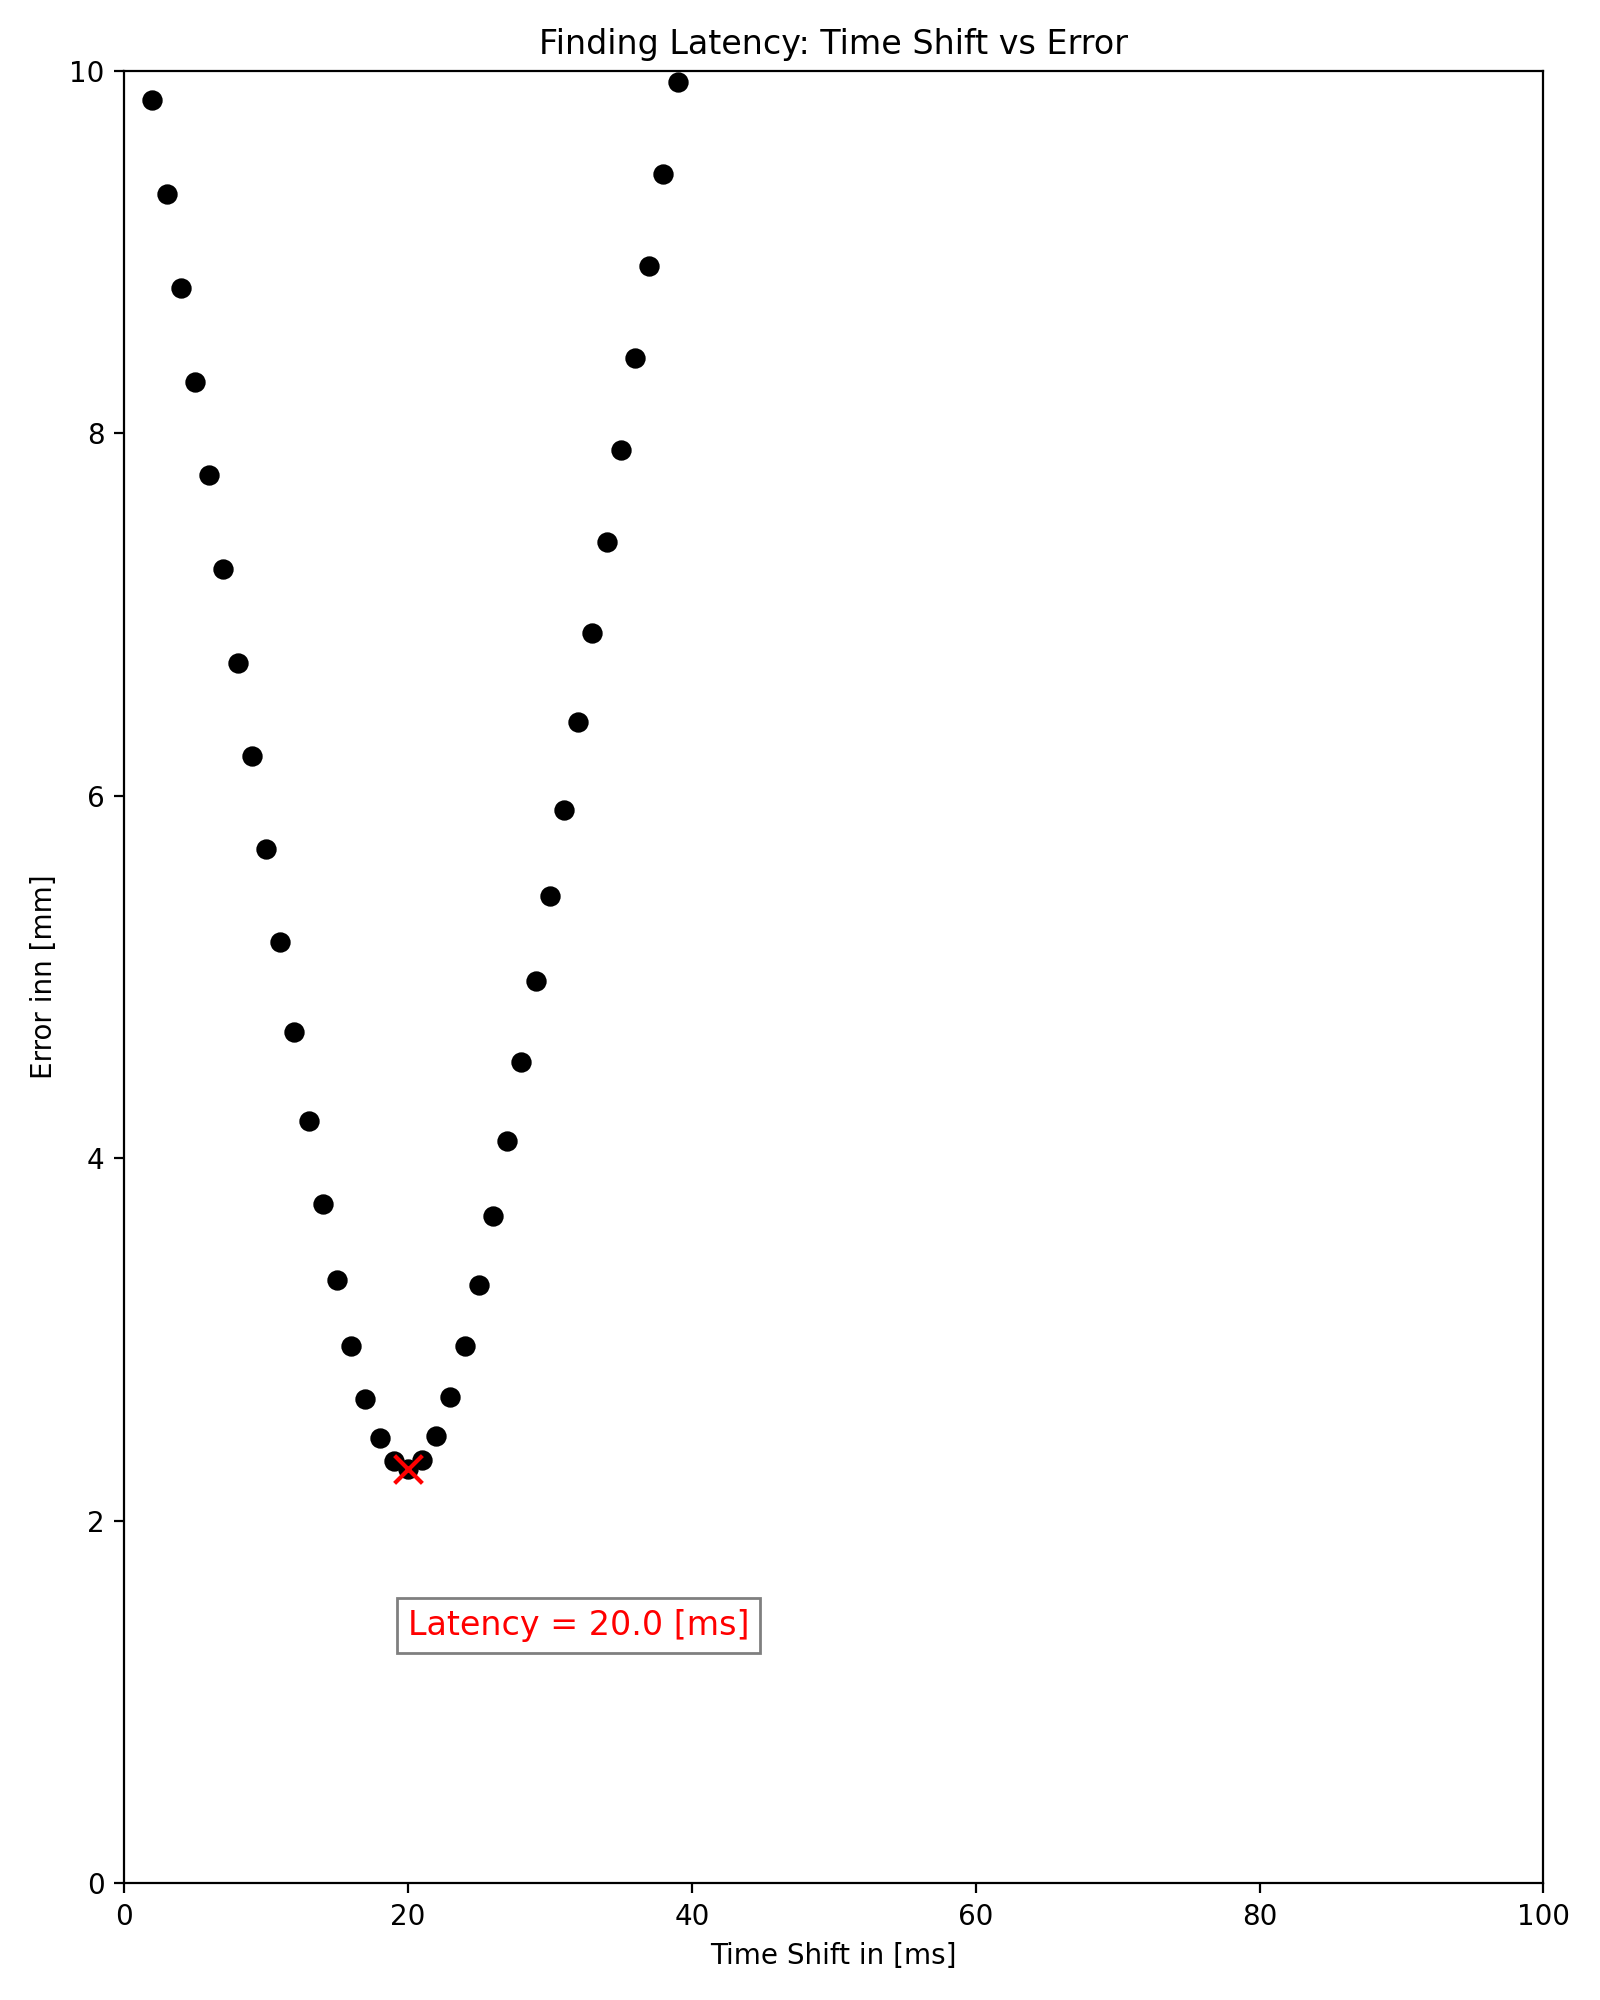 Finding Latency: Time Shift vs Error
10
8
6
4
2
0
Error inn [mm]
Latency = 20.0 [ms]
0 20 40 60 80 100
Time Shift in [ms]